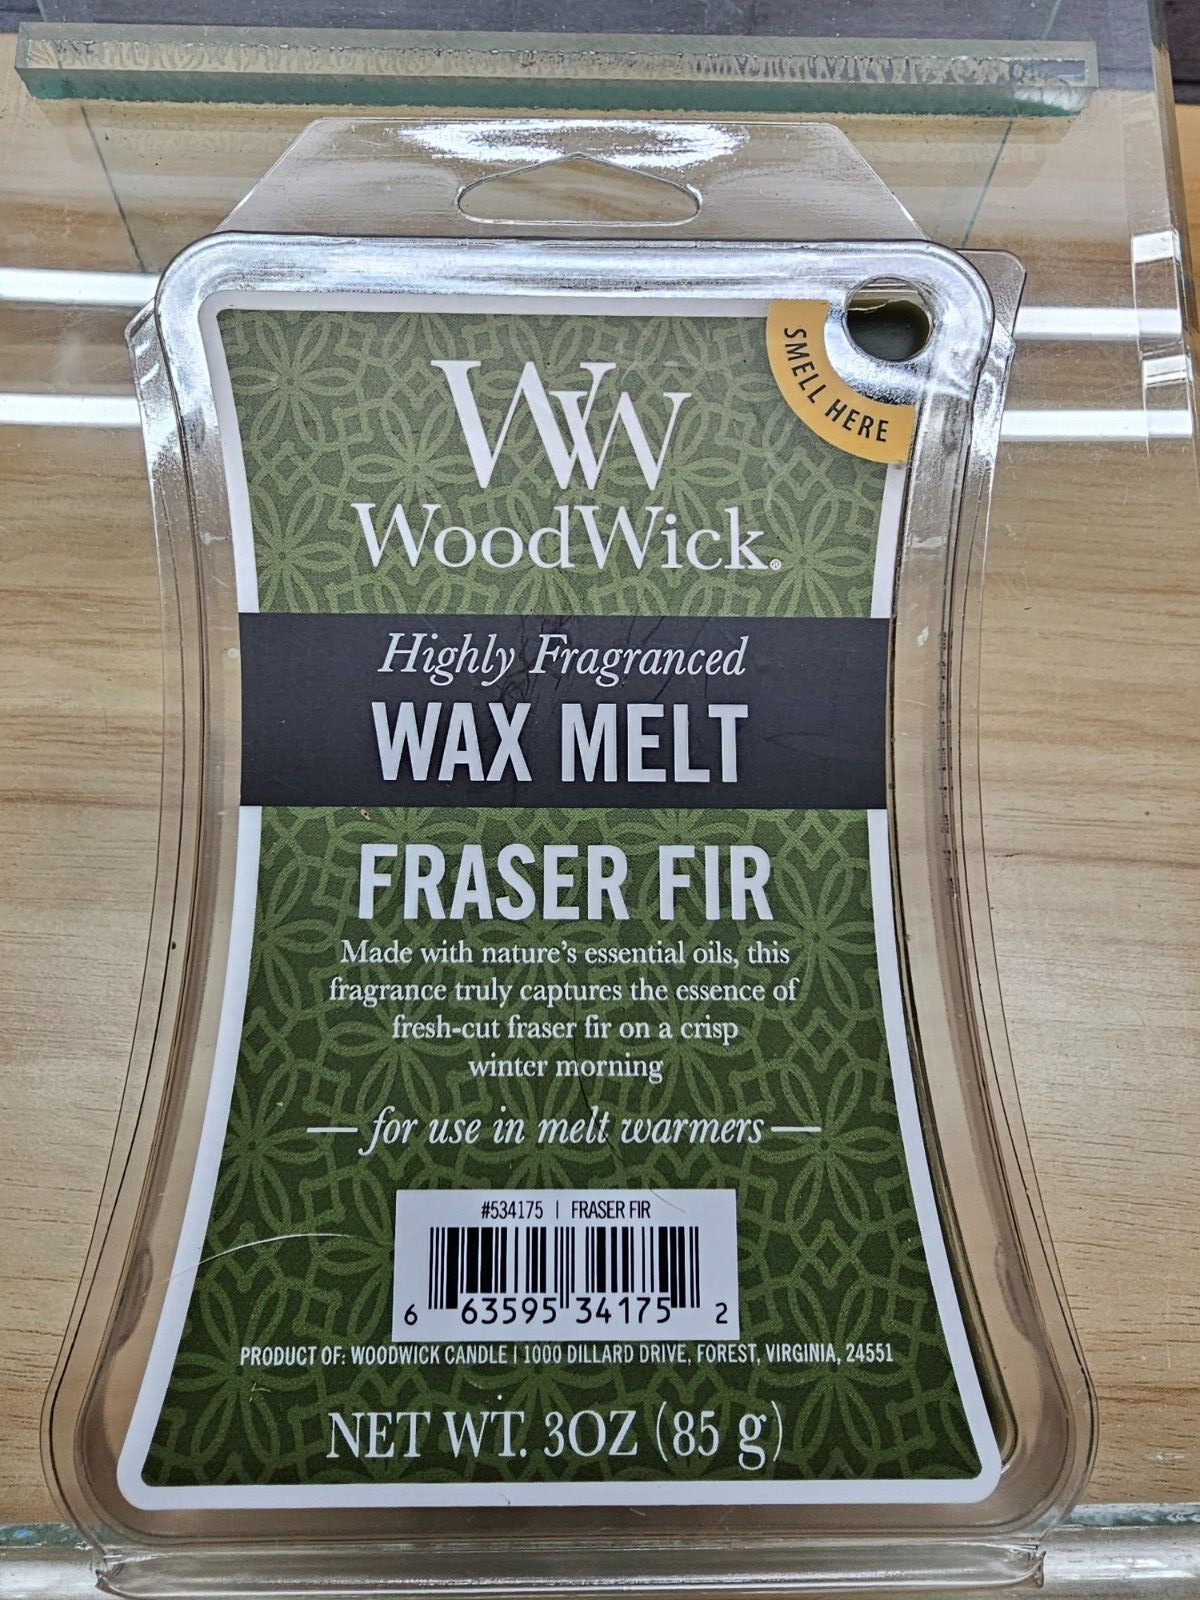 SMELL HERE
WW
WoodWick®
Highly Fragranced
WAX MELT
FRASER FIR
Made with nature's essential oils, this
fragrance truly captures the essence of
fresh-cut fraser fir on a crisp
winter morning
— for use in melt warmers —
#534175 | FRASER FIR
6 63595 34175 2
PRODUCT OF: WOODWICK CANDLE | 1000 DILLARD DRIVE, FOREST, VIRGINIA, 24551
NET WT. 3OZ (85 g)